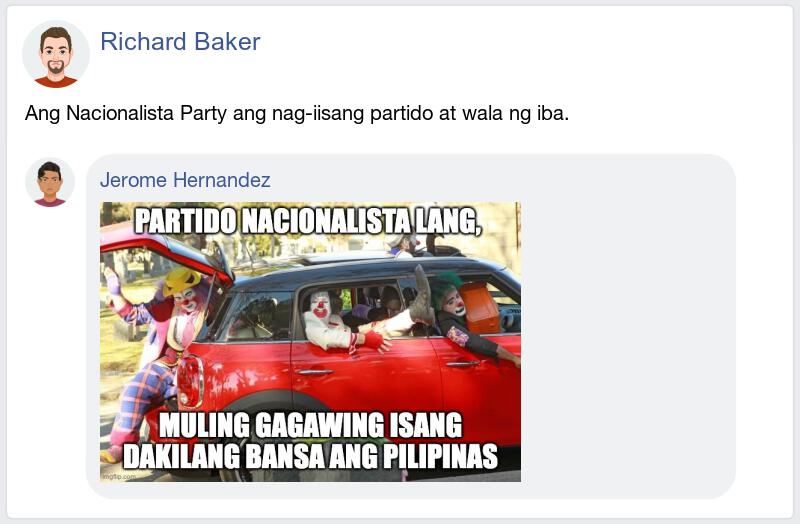 Richard Baker
Ang Nacionalista Party ang nag-iisang partido at wala ng iba.
Jerome Hernandez
PARTIDO NACIONALISTA LANG,
MULING GAGAWING ISANG
DAKILANG BANSA ANG PILIPINAS
imgflip.com